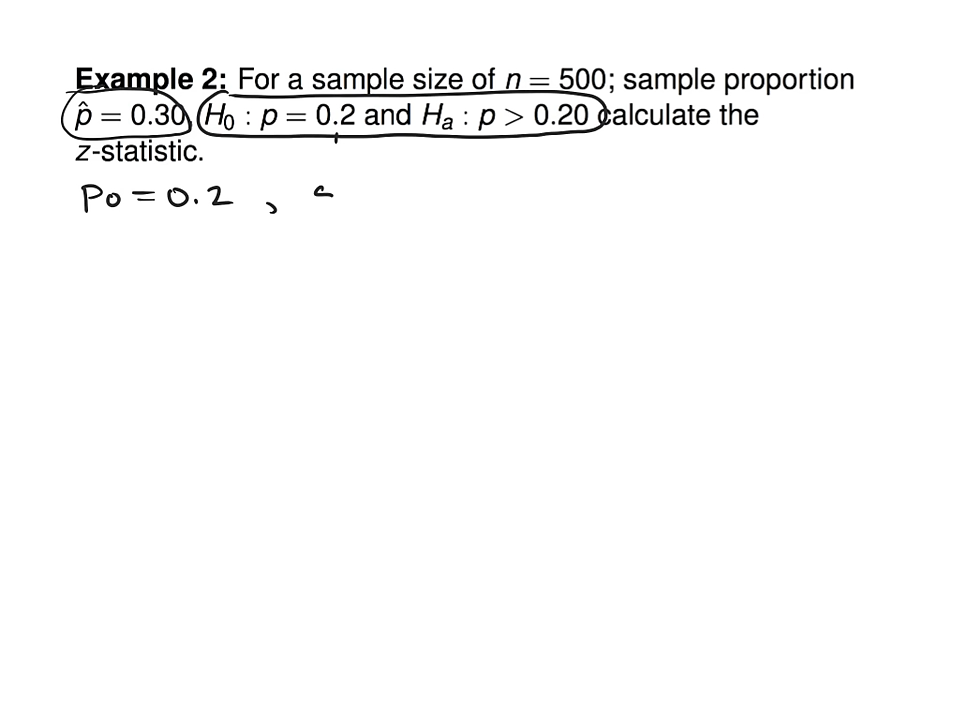 Example 2: For a sample size of n = 500; sample proportion
p̂ = 0.30, H₀ : p = 0.2 and Hₐ : p > 0.20 calculate the
z-statistic.
P₀ = 0.2 ,